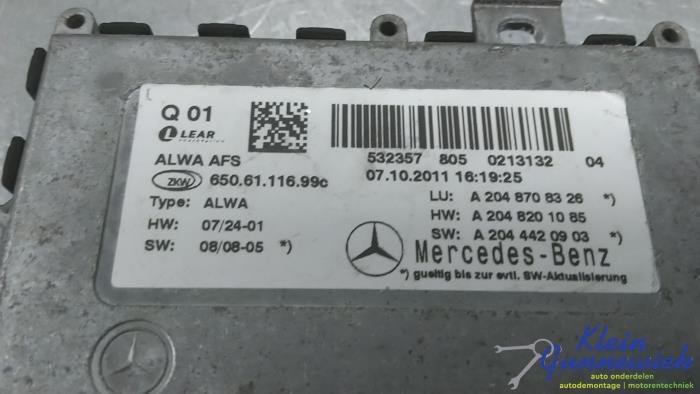 Q 01
LEAR
CORPORATION
ALWA AFS
532357 805 0213132 04
ZKW 650.61.116.99c
07.10.2011 16:19:25
Type: ALWA
LU: A 204 870 83 26 *)
HW: 07/24-01
HW: A 204 820 10 85
SW: 08/08-05 *)
SW: A 204 442 09 03 *)
Mercedes-Benz
*) gueltig bis zur evtl. SW-Aktualisierung
Klein
Gunnewiek
auto onderdelen
autodemontage | motorentechniek